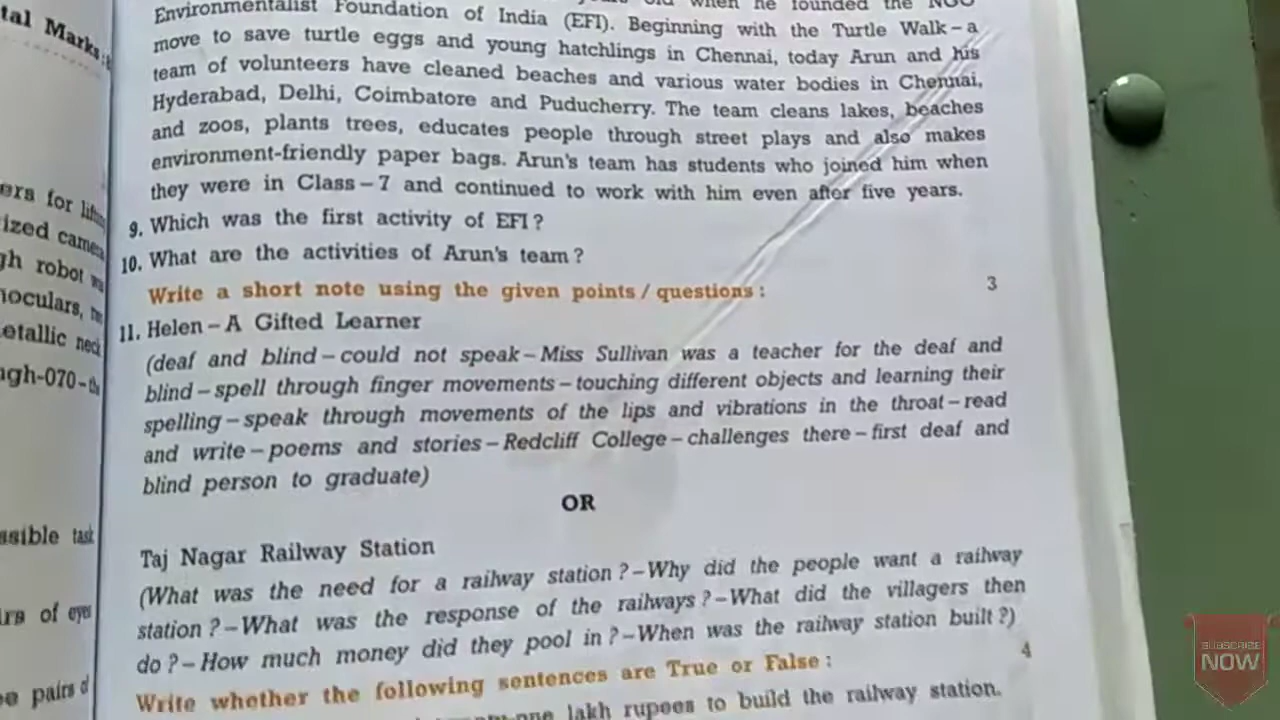 tal Marks
when he founded the NGO
Environmentalist Foundation of India (EFI). Beginning with the Turtle Walk – a
move to save turtle eggs and young hatchlings in Chennai, today Arun and his
team of volunteers have cleaned beaches and various water bodies in Chennai,
Hyderabad, Delhi, Coimbatore and Puducherry. The team cleans lakes, beaches
and zoos, plants trees, educates people through street plays and also makes
environment-friendly paper bags. Arun's team has students who joined him when
they were in Class – 7 and continued to work with him even after five years.
9. Which was the first activity of EFI ?
10. What are the activities of Arun's team ?
Write a short note using the given points / questions : 3
11. Helen – A Gifted Learner
(deaf and blind – could not speak – Miss Sullivan was a teacher for the deaf and
blind – spell through finger movements – touching different objects and learning their
spelling – speak through movements of the lips and vibrations in the throat – read
and write – poems and stories – Redcliff College – challenges there – first deaf and
blind person to graduate)
OR
Taj Nagar Railway Station
(What was the need for a railway station ? – Why did the people want a railway
station ? – What was the response of the railways ? – What did the villagers then
do ? – How much money did they pool in ? – When was the railway station built ?)
Write whether the following sentences are True or False : 4
lakh rupees to build the railway station.
ers for
ized
gh robot
noculars,
etallic neck
ngh-070 –
ssible task
of eyes
pairs
SUBSCRIBE
NOW